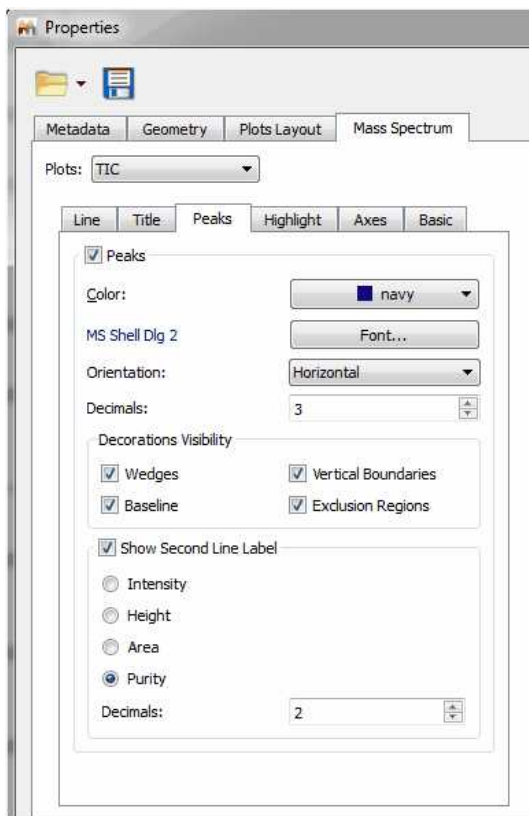 Properties
Metadata Geometry Plots Layout Mass Spectrum
Plots: TIC
Line Title Peaks Highlight Axes Basic
Peaks
Color: navy
MS Shell Dlg 2 Font...
Orientation: Horizontal
Decimals: 3
Decorations Visibility
Wedges Vertical Boundaries
Baseline Exclusion Regions
Show Second Line Label
Intensity
Height
Area
Purity
Decimals: 2